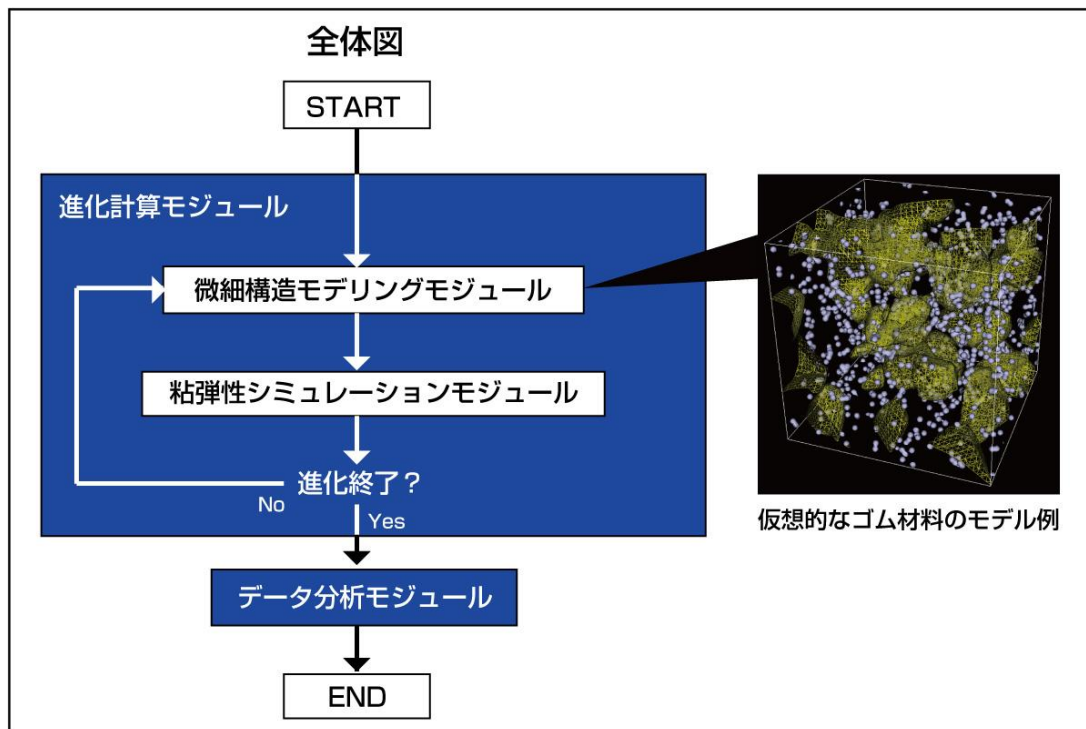 全体図
START
進化計算モジュール
微細構造モデリングモジュール
粘弾性シミュレーションモジュール
進化終了？
No
Yes
データ分析モジュール
END
仮想的なゴム材料のモデル例